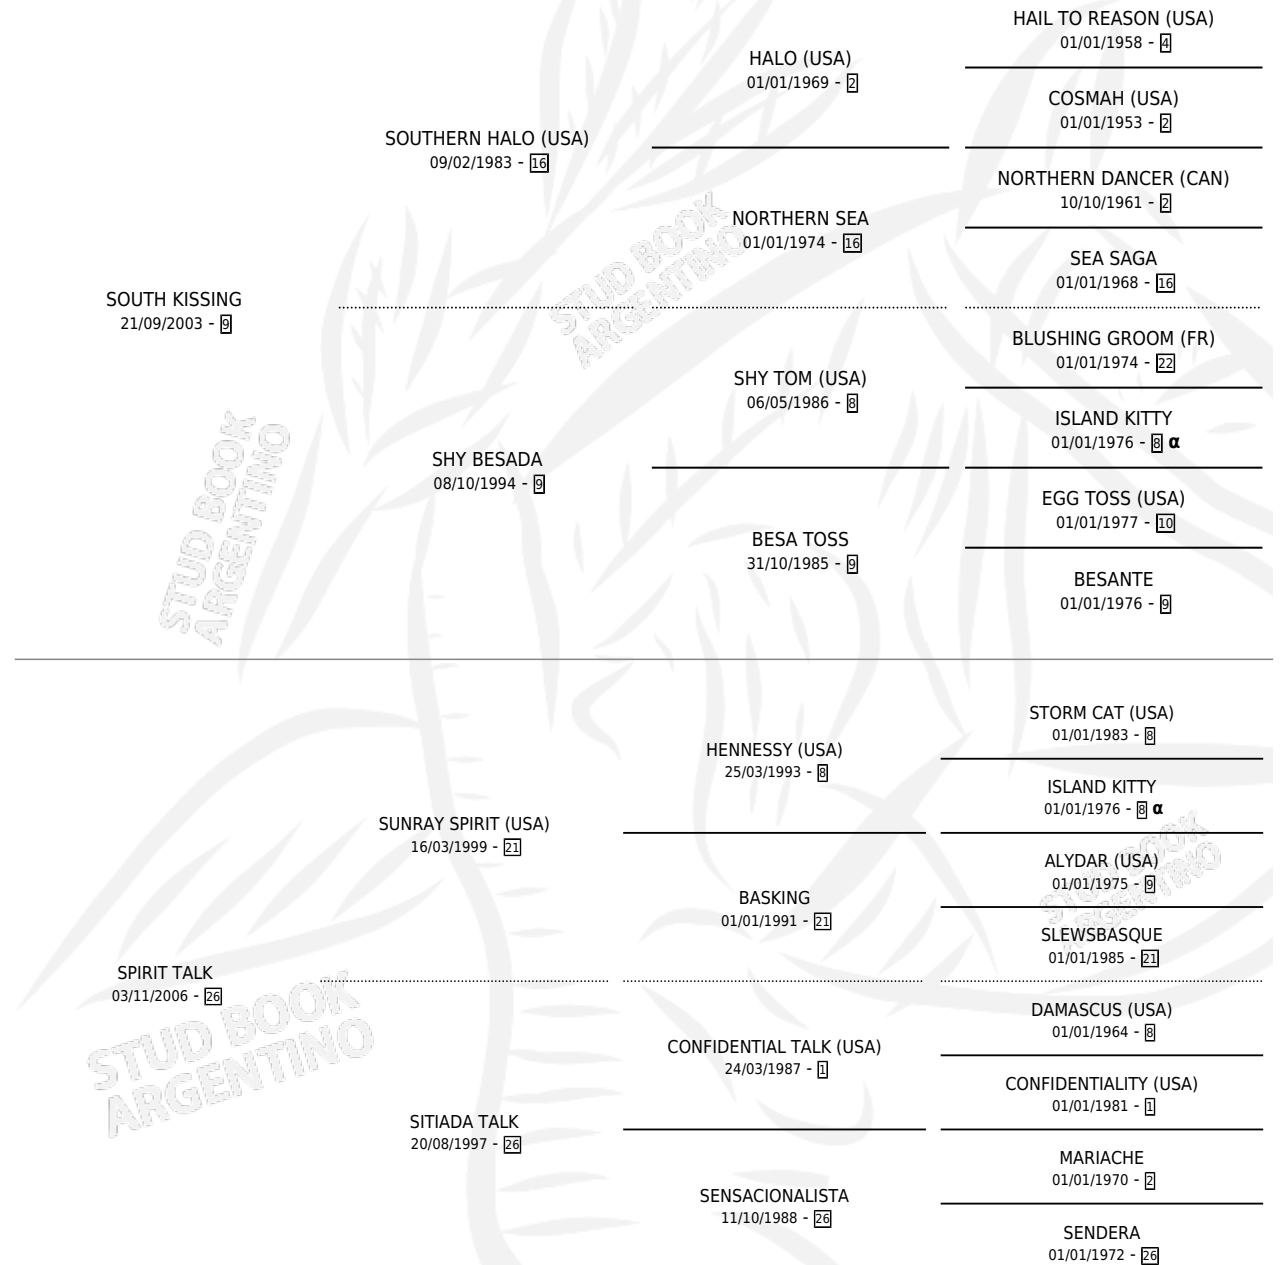 HAIL TO REASON (USA)
01/01/1958 - 4
HALO (USA)
01/01/1969 - 2
COSMAH (USA)
01/01/1953 - 2
SOUTHERN HALO (USA)
09/02/1983 - 16
NORTHERN DANCER (CAN)
10/10/1961 - 2
NORTHERN SEA
01/01/1974 - 16
SEA SAGA
01/01/1968 - 16
SOUTH KISSING
21/09/2003 - 9
BLUSHING GROOM (FR)
01/01/1974 - 22
SHY TOM (USA)
06/05/1986 - 8
ISLAND KITTY
01/01/1976 - 8 α
SHY BESADA
08/10/1994 - 9
EGG TOSS (USA)
01/01/1977 - 10
BESA TOSS
31/10/1985 - 9
BESANTE
01/01/1976 - 9
STORM CAT (USA)
01/01/1983 - 8
HENNESSY (USA)
25/03/1993 - 8
ISLAND KITTY
01/01/1976 - 8 α
SUNRAY SPIRIT (USA)
16/03/1999 - 21
ALYDAR (USA)
01/01/1975 - 9
BASKING
01/01/1991 - 21
SLEWSBASQUE
01/01/1985 - 21
SPIRIT TALK
03/11/2006 - 26
DAMASCUS (USA)
01/01/1964 - 8
CONFIDENTIAL TALK (USA)
24/03/1987 - 1
CONFIDENTIALITY (USA)
01/01/1981 - 1
SITIADA TALK
20/08/1997 - 26
MARIACHE
01/01/1970 - 2
SENSACIONALISTA
11/10/1988 - 26
SENDERA
01/01/1972 - 26
STUD BOOK
ARGENTINO
STUD BOOK
ARGENTINO
STUD BOOK
ARGENTINO
STUD BOOK
ARGENTINO